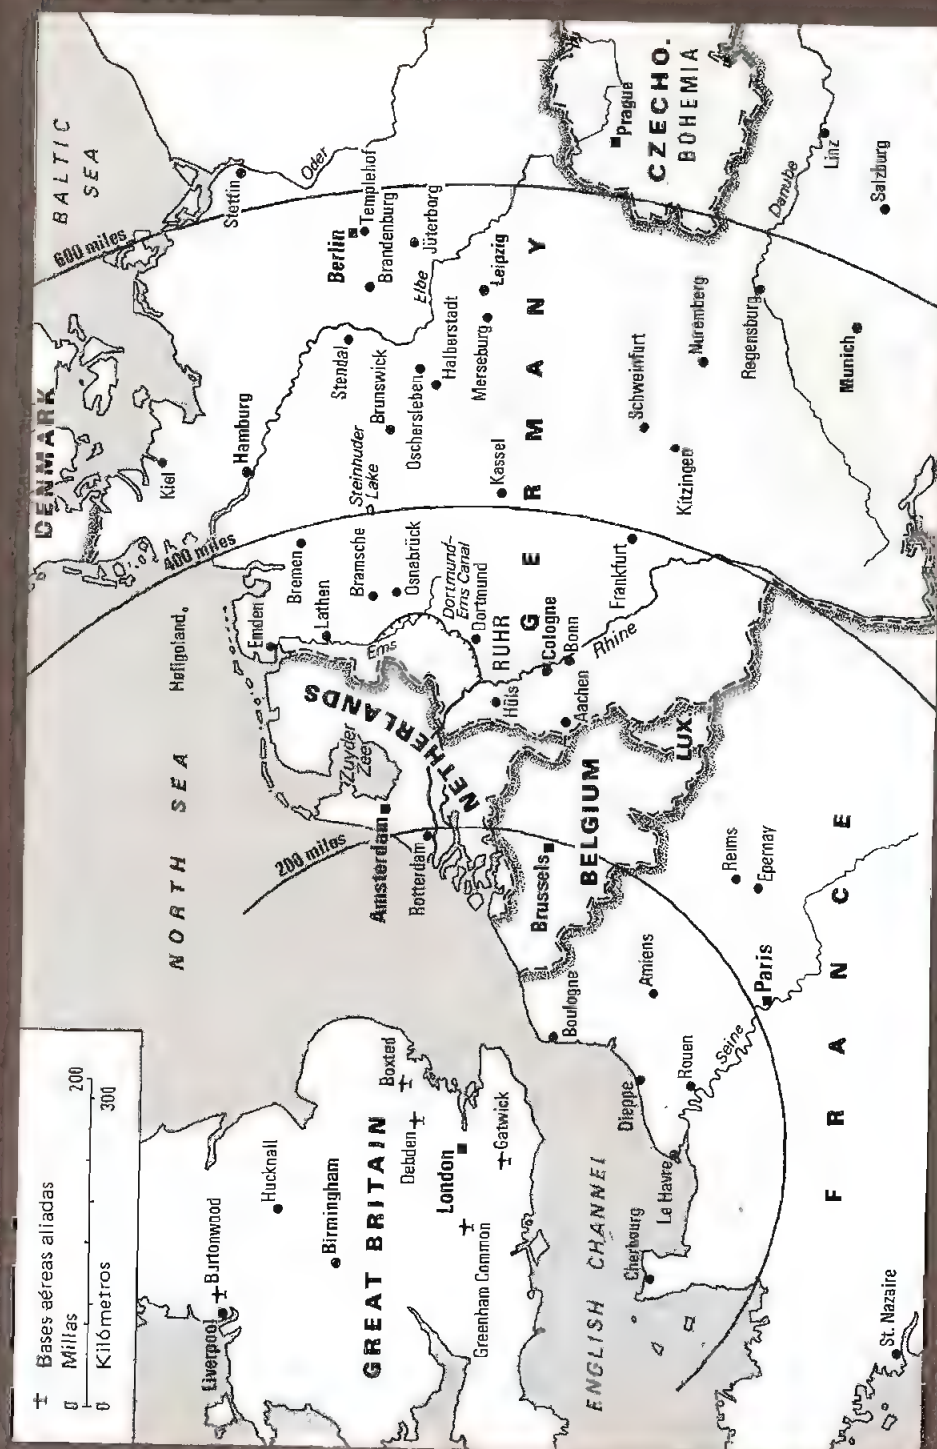 Bases aéreas aliadas
Millas
0 200
0 300
Kilómetros
BALTIC
SEA
NORTH SEA
Heligoland
DENMARK
600 miles
400 miles
200 miles
Kiel
Hamburg
Stettin
Oder
Berlin
Templehof
Brandenburg
Jüterborg
Elbe
Stendal
Brunswick
Oschersleben
Halberstadt
Merseburg
Leipzig
Steinhuder
Lake
Kassel
Bremen
Emden
Lathen
Bramsche
Osnabrück
Ems
Dortmund-
Ems Canal
Dortmund
RUHR
GERMANY
Hüls
Cologne
Bonn
Aachen
Rhine
Frankfurt
Schweinfurt
Kitzingen
Nuremberg
Regensburg
Munich
Danube
Linz
Salzburg
Prague
CZECHO.
BOHEMIA
NETHERLANDS
Zuyder
Zee
Amsterdam
Rotterdam
Brussels
BELGIUM
LUX.
Liverpool
Burtonwood
Hucknall
Birmingham
GREAT BRITAIN
Debden
Boxted
London
Gatwick
Greenham Common
ENGLISH CHANNEL
Boulogne
Dieppe
Amiens
Rouen
Seine
Le Havre
Cherbourg
Paris
Reims
Epernay
FRANCE
St. Nazaire